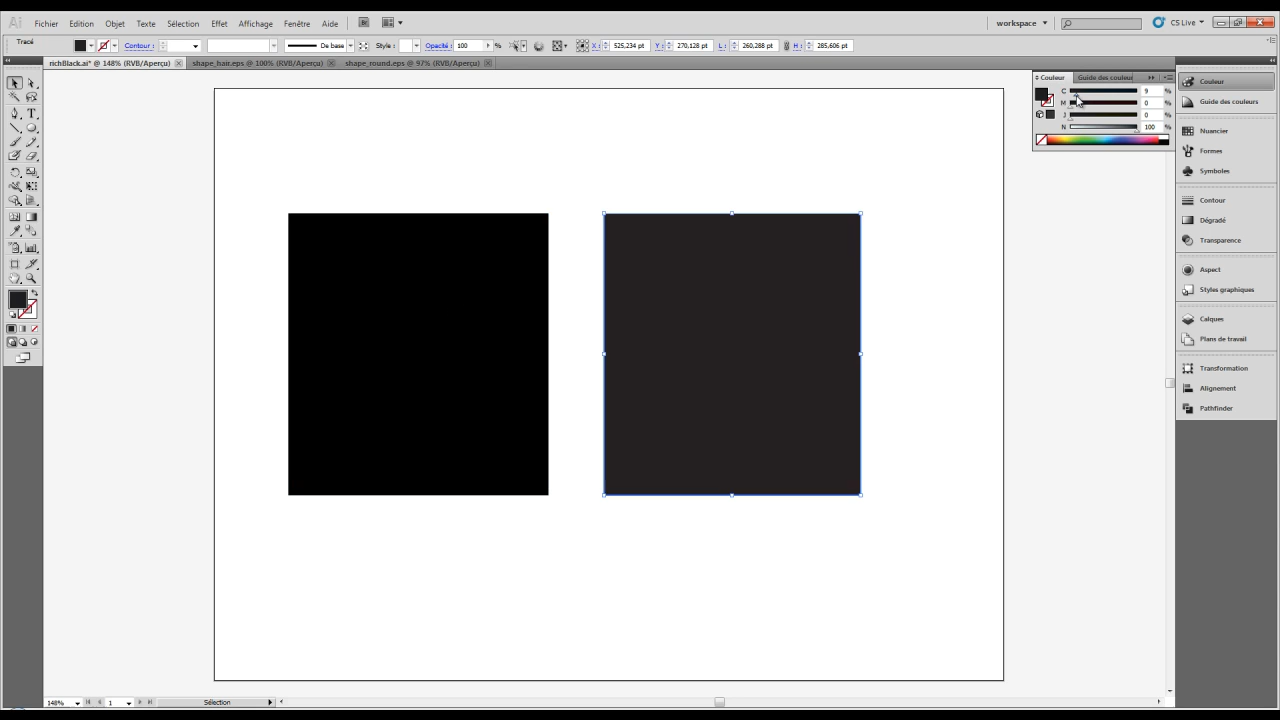 Ai Fichier Edition Objet Texte Sélection Effet Affichage Fenêtre Aide Br workspace CS Live
Tracé Contour : De base Style : Opacité : 100 % X : 525,234 pt Y : 270,128 pt L : 260,288 pt H : 285,606 pt
richBlack.ai* @ 148% (RVB/Aperçu) shape_hair.eps @ 100% (RVB/Aperçu) shape_round.eps @ 97% (RVB/Aperçu)
Couleur Guide des couleurs
C 9 %
M 0 %
J 0 %
N 100 %
Couleur
Guide des couleurs
Nuancier
Formes
Symboles
Contour
Dégradé
Transparence
Aspect
Styles graphiques
Calques
Plans de travail
Transformation
Alignement
Pathfinder
148% 1 Sélection